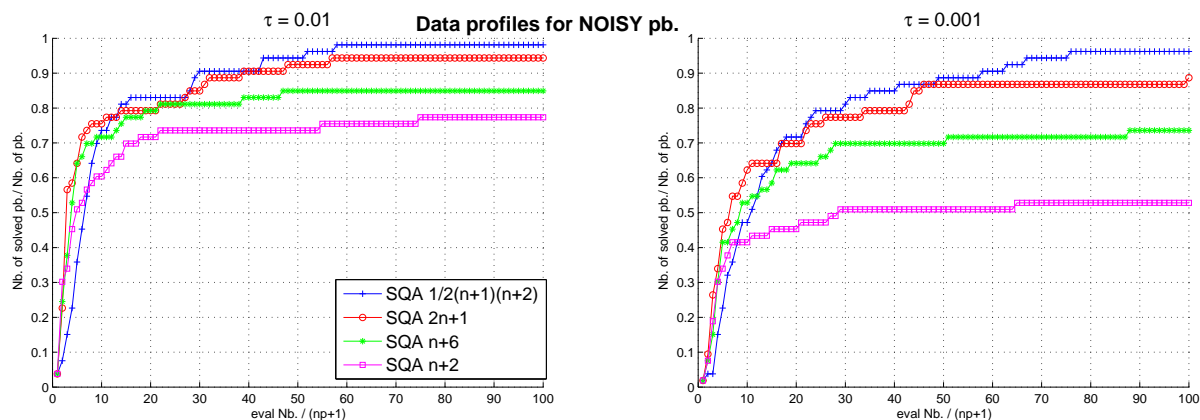 τ = 0.01
Data profiles for NOISY pb.
τ = 0.001
Nb. of solved pb./ Nb. of pb.
1
0.9
0.8
0.7
0.6
0.5
0.4
0.3
0.2
0.1
0
0 10 20 30 40 50 60 70 80 90 100
eval Nb. / (np+1)
SQA 1/2(n+1)(n+2)
SQA 2n+1
SQA n+6
SQA n+2
Nb. of solved pb./ Nb. of pb.
1
0.9
0.8
0.7
0.6
0.5
0.4
0.3
0.2
0.1
0
0 10 20 30 40 50 60 70 80 90 100
eval Nb. / (np+1)